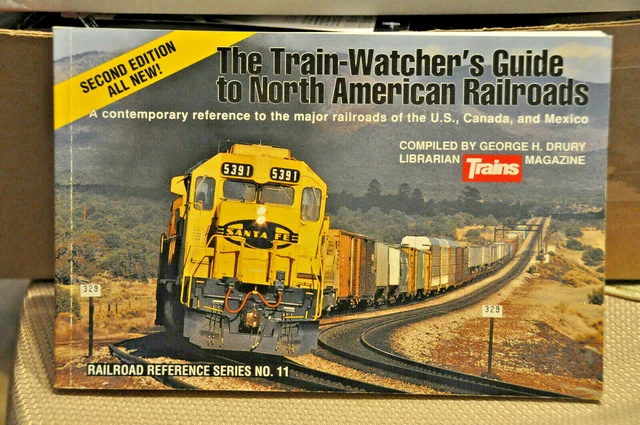 SECOND EDITION
ALL NEW!
The Train-Watcher's Guide
to North American Railroads
A contemporary reference to the major railroads of the U.S., Canada, and Mexico
COMPILED BY GEORGE H. DRURY
LIBRARIAN Trains MAGAZINE
5391 5391
SANTA FE
329
329
RAILROAD REFERENCE SERIES NO. 11